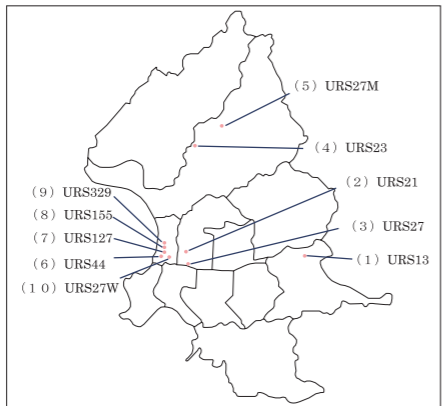 （5）URS27M
（4）URS23
（9）URS329
（2）URS21
（8）URS155
（3）URS27
（7）URS127
（1）URS13
（6）URS44
（１０）URS27W